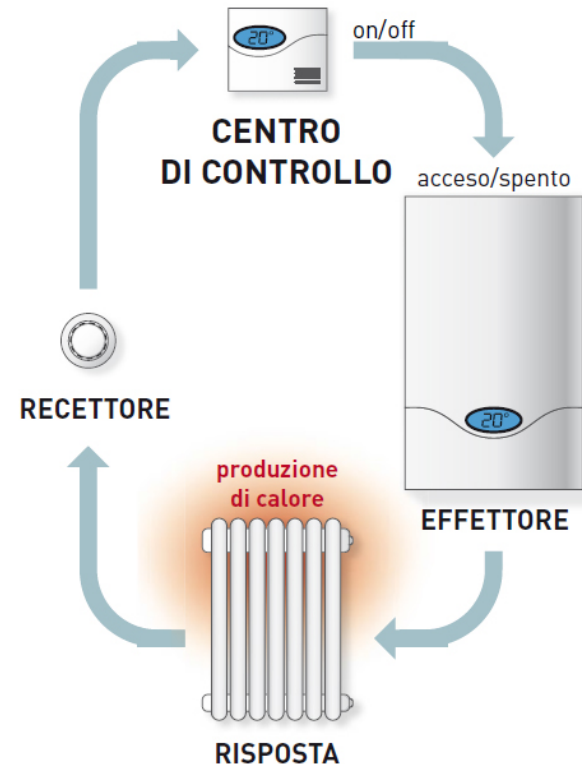 20°
on/off
CENTRO
DI CONTROLLO
acceso/spento
RECETTORE
20°
produzione
di calore
EFFETTORE
RISPOSTA